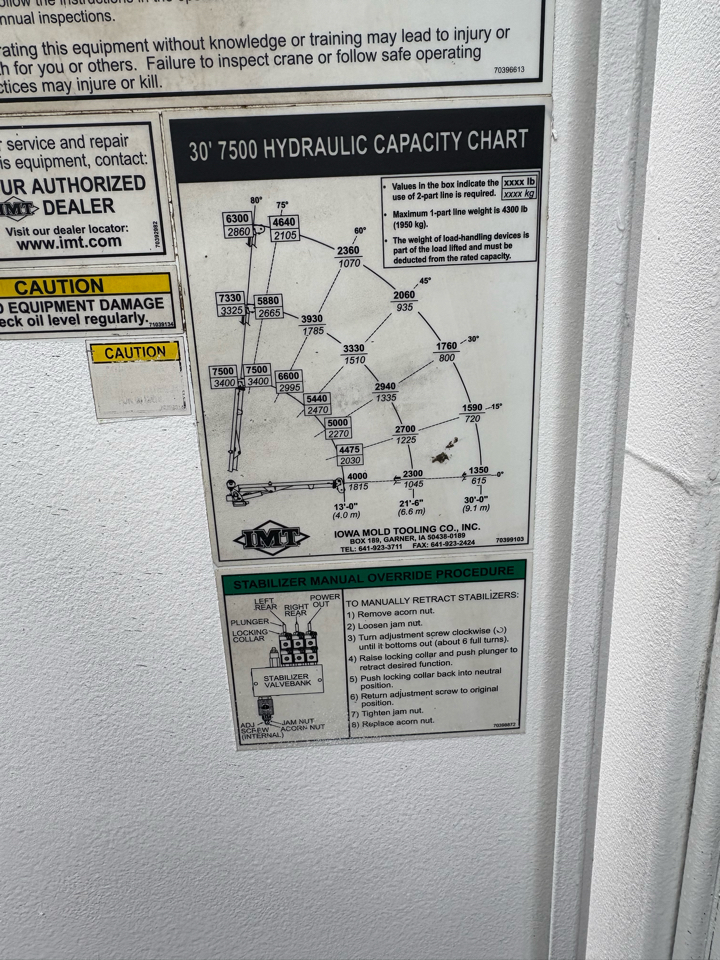 ollow the instructions in the
nnual inspections.
rating this equipment without knowledge or training may lead to injury or
h for you or others. Failure to inspect crane or follow safe operating
ctices may injure or kill.
70396613
service and repair
is equipment, contact:
UR AUTHORIZED
IMT DEALER
Visit our dealer locator:
www.imt.com
CAUTION
EQUIPMENT DAMAGE
eck oil level regularly.
71039134
CAUTION
30' 7500 HYDRAULIC CAPACITY CHART
• Values in the box indicate the
use of 2-part line is required.
xxxx lb
xxxx kg
• Maximum 1-part line weight is 4300 lb
(1950 kg).
• The weight of load-handling devices is
part of the load lifted and must be
deducted from the rated capacity.
80° 75° 60° 45° 30° 15° 0°
6300 4640 2360
2860 2105 1070
2060
935
7330 5880 3930
3325 2665 1785
3330 1760
1510 800
7500 7500 6600
3400 3400 2995
2940
1335
5440 1590
2470 720
5000 2700
2270 1225
4475
2030
4000 2300 1350
1815 1045 615
13'-0" 21'-6" 30'-0"
(4.0 m) (6.6 m) (9.1 m)
IMT
IOWA MOLD TOOLING CO., INC.
BOX 189, GARNER, IA 50438-0189
TEL: 641-923-3711 FAX: 641-923-2424
70399103
STABILIZER MANUAL OVERRIDE PROCEDURE
LEFT
REAR
RIGHT
REAR
POWER
OUT
PLUNGER
LOCKING
COLLAR
STABILIZER
VALVEBANK
ADJ
SCREW
(INTERNAL)
JAM NUT
ACORN NUT
TO MANUALLY RETRACT STABILIZERS:
1) Remove acorn nut.
2) Loosen jam nut.
3) Turn adjustment screw clockwise ( )
until it bottoms out (about 6 full turns).
4) Raise locking collar and push plunger to
retract desired function.
5) Push locking collar back into neutral
position.
6) Return adjustment screw to original
position.
7) Tighten jam nut.
8) Replace acorn nut.